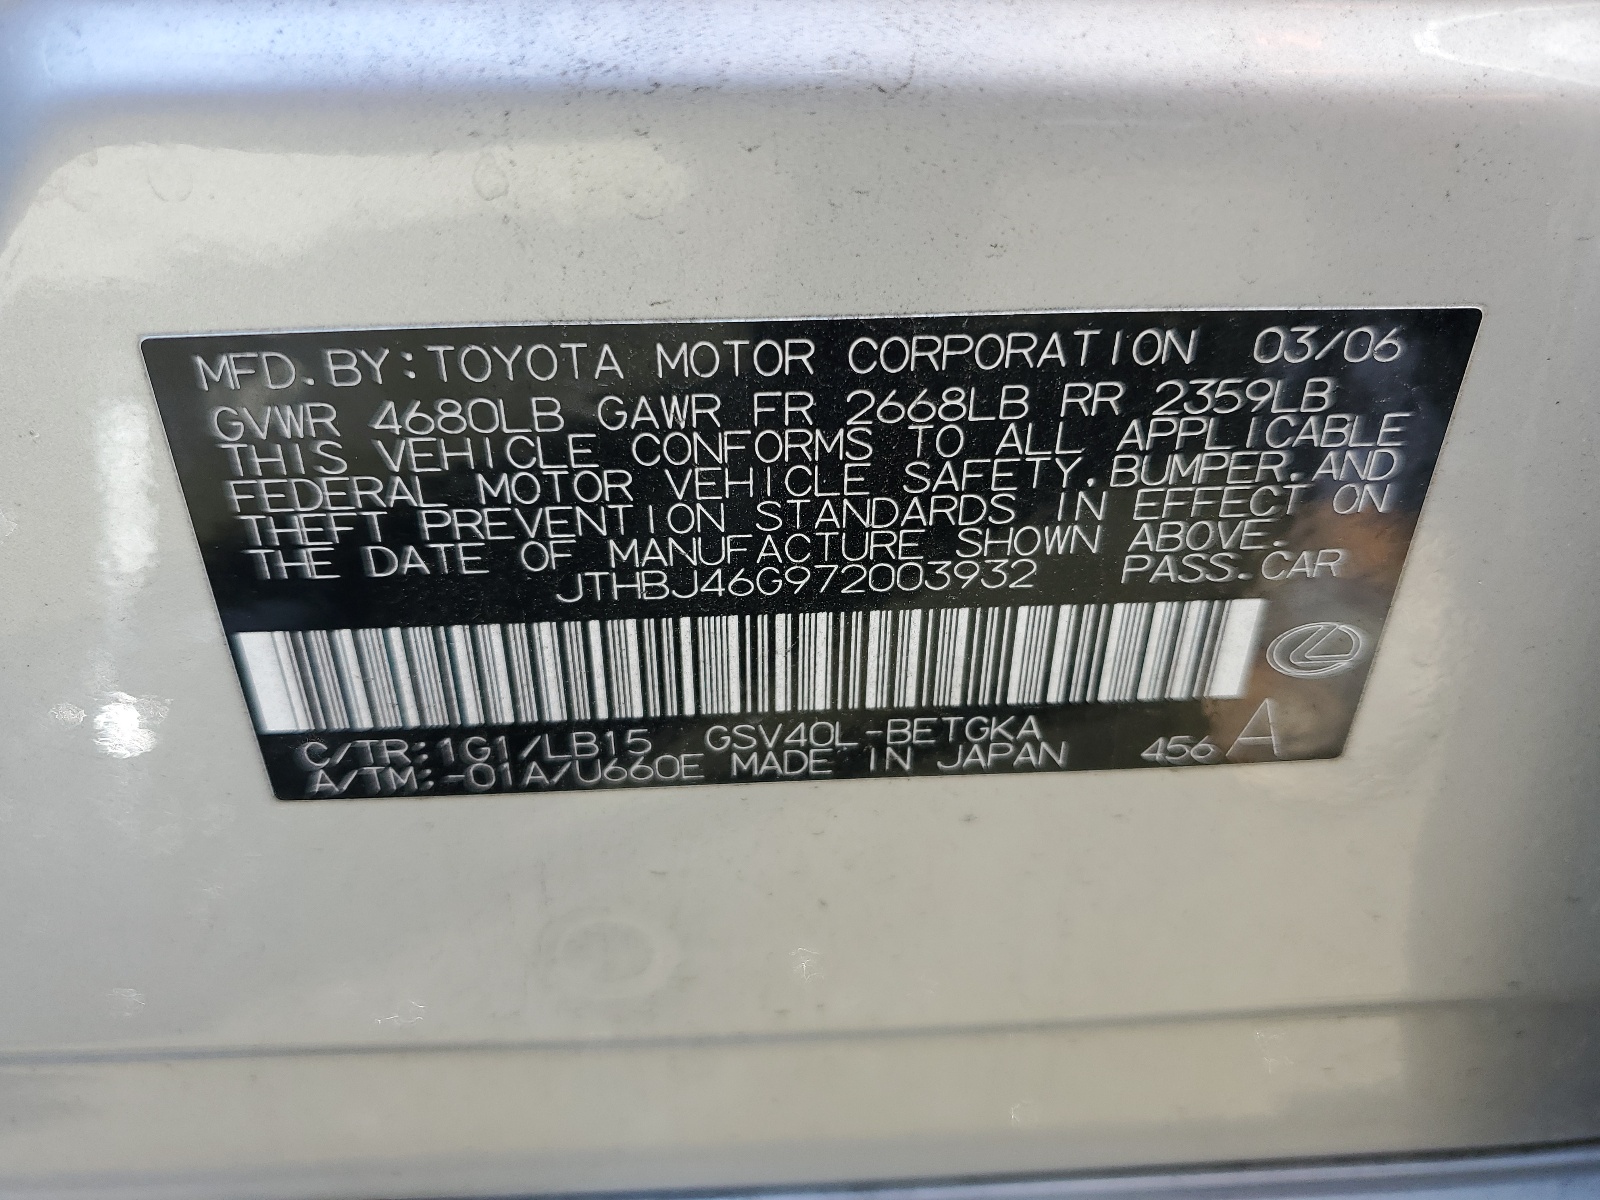 MFD. BY: TOYOTA MOTOR CORPORATION 03/06
GVWR 4680LB GAWR FR 2668LB RR 2359LB
THIS VEHICLE CONFORMS TO ALL APPLICABLE
FEDERAL MOTOR VEHICLE SAFETY, BUMPER, AND
THEFT PREVENTION STANDARDS IN EFFECT ON
THE DATE OF MANUFACTURE SHOWN ABOVE.
JTHBJ46G972003932 PASS. CAR
C/TR: 1G1/LB15 GSV40L-BETGKA
A/TM: -01A/U660E MADE IN JAPAN 456 A